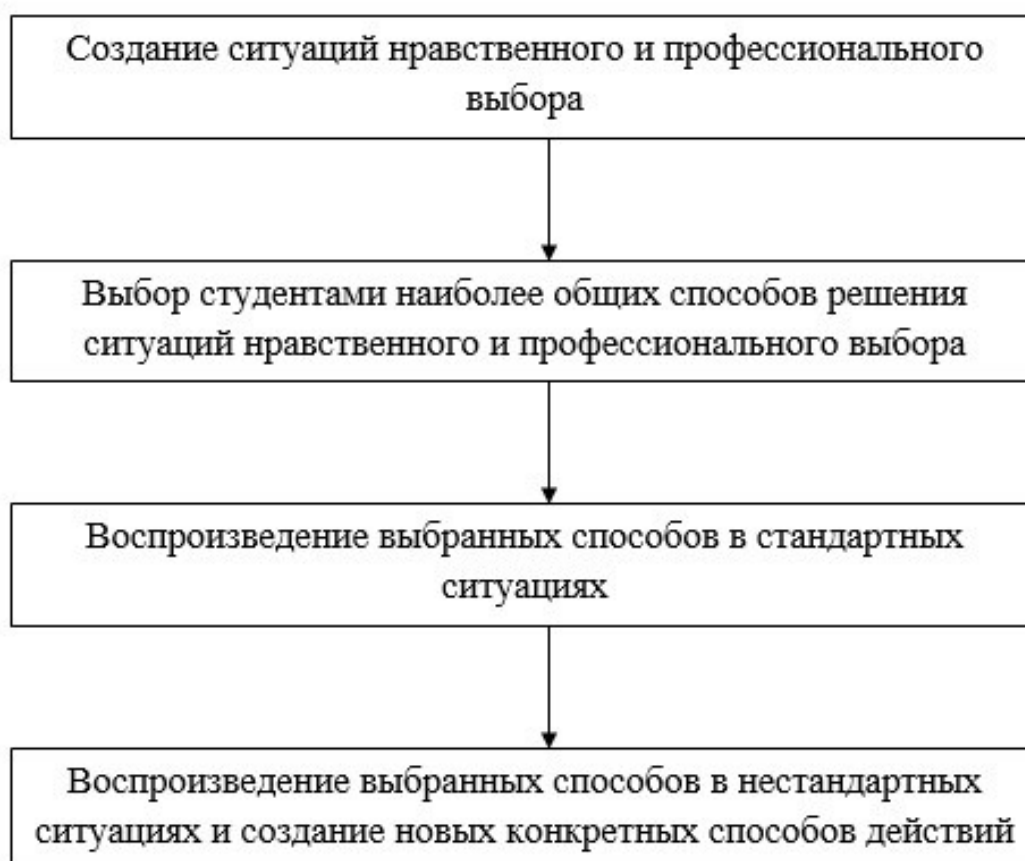 Создание ситуаций нравственного и профессионального
выбора
Выбор студентами наиболее общих способов решения
ситуаций нравственного и профессионального выбора
Воспроизведение выбранных способов в стандартных
ситуациях
Воспроизведение выбранных способов в нестандартных
ситуациях и создание новых конкретных способов действий